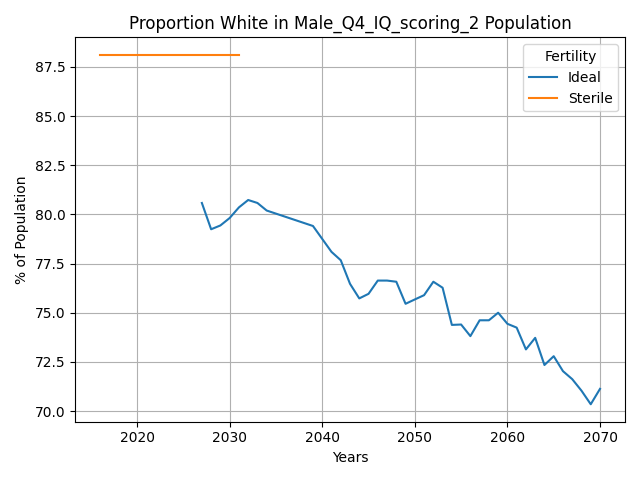 Proportion White in Male_Q4_IQ_scoring_2 Population
% of Population
87.5
85.0
82.5
80.0
77.5
75.0
72.5
70.0
Fertility
Ideal
Sterile
2020 2030 2040 2050 2060 2070
Years